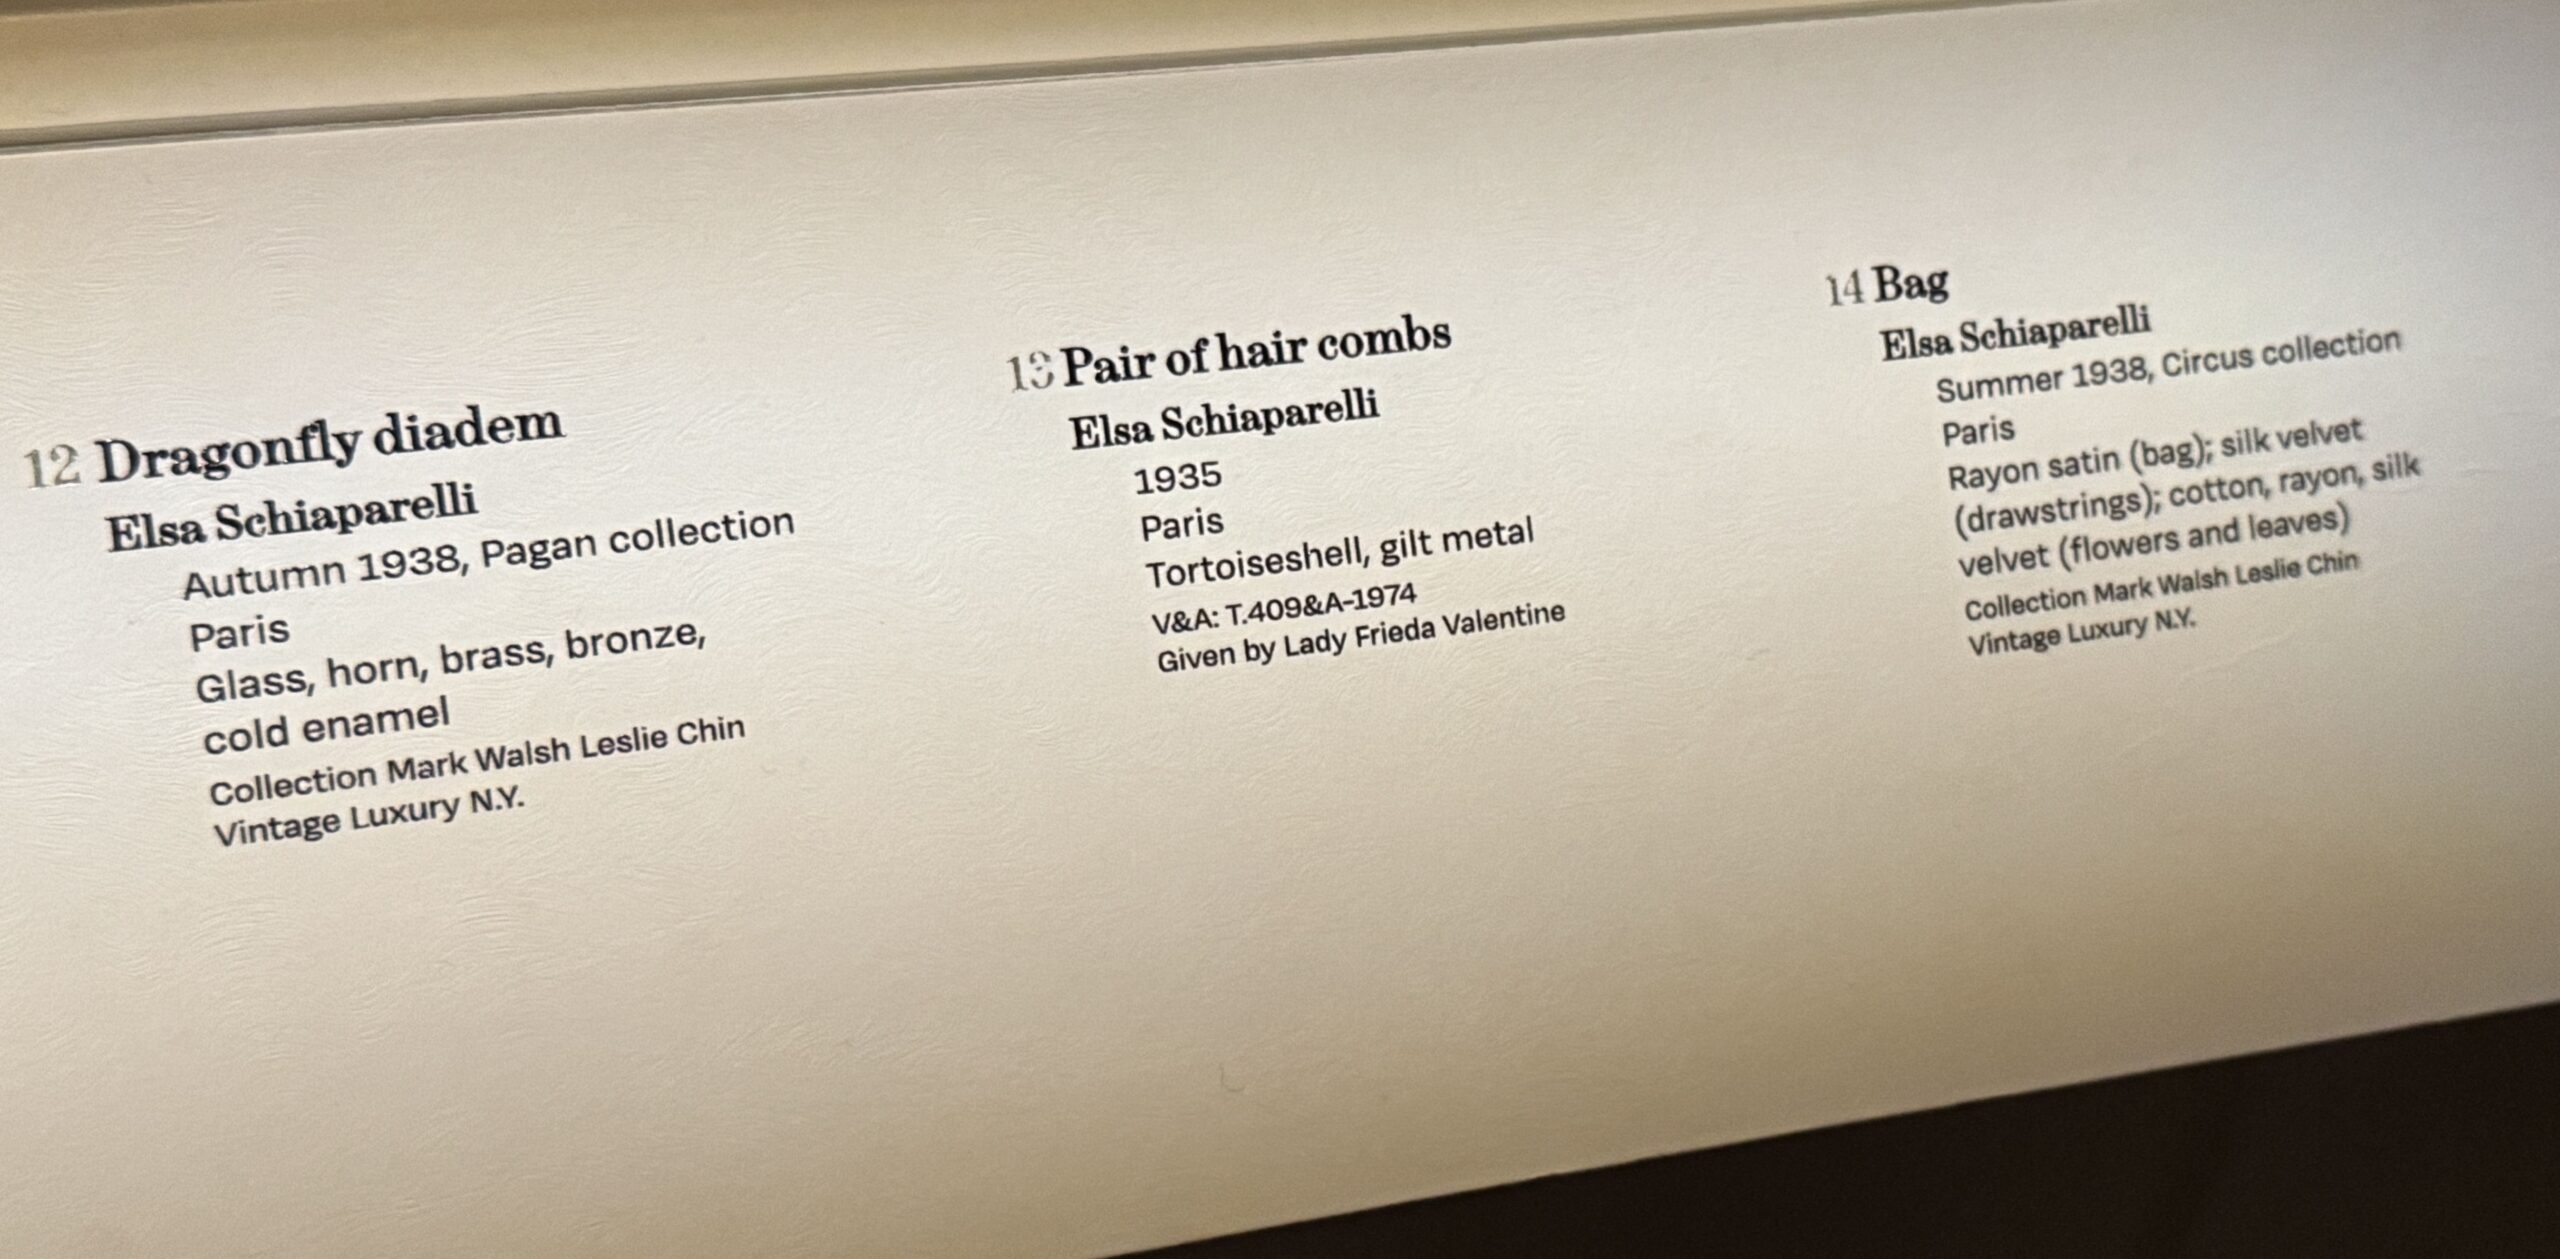 12 Dragonfly diadem
Elsa Schiaparelli
Autumn 1938, Pagan collection
Paris
Glass, horn, brass, bronze,
cold enamel
Collection Mark Walsh Leslie Chin
Vintage Luxury N.Y.
13 Pair of hair combs
Elsa Schiaparelli
1935
Paris
Tortoiseshell, gilt metal
V&A: T.409&A-1974
Given by Lady Frieda Valentine
14 Bag
Elsa Schiaparelli
Summer 1938, Circus collection
Paris
Rayon satin (bag); silk velvet
(drawstrings); cotton, rayon, silk
velvet (flowers and leaves)
Collection Mark Walsh Leslie Chin
Vintage Luxury N.Y.